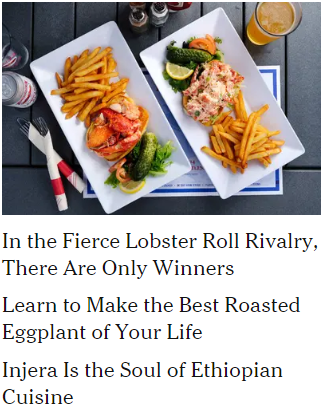 In the Fierce Lobster Roll Rivalry,
There Are Only Winners
Learn to Make the Best Roasted
Eggplant of Your Life
Injera Is the Soul of Ethiopian
Cuisine